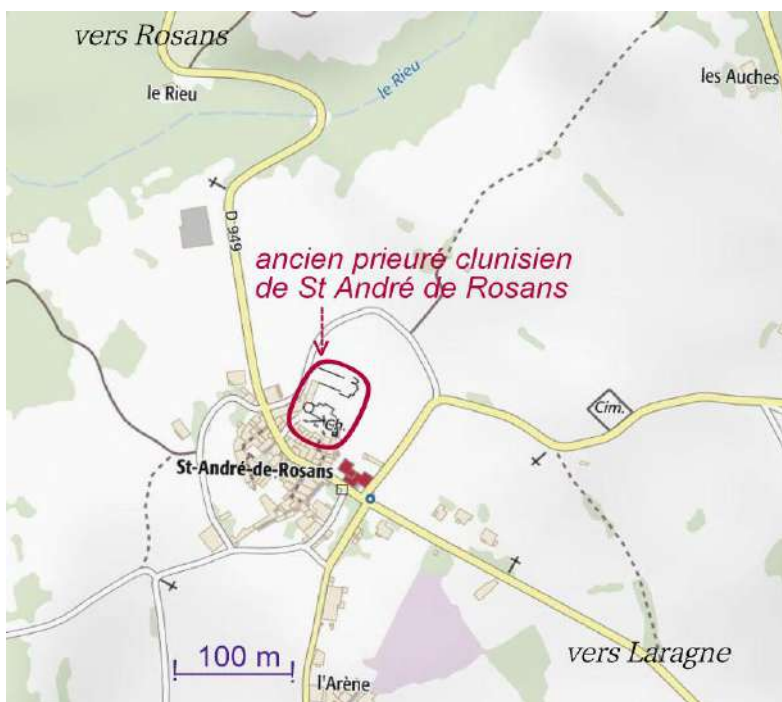 vers Rosans
le Rieu
le Rieu
les Auches
D 949
ancien prieuré clunisien
de St André de Rosans
Ch.
Cim.
St-André-de-Rosans
100 m
vers Laragne
l'Arène